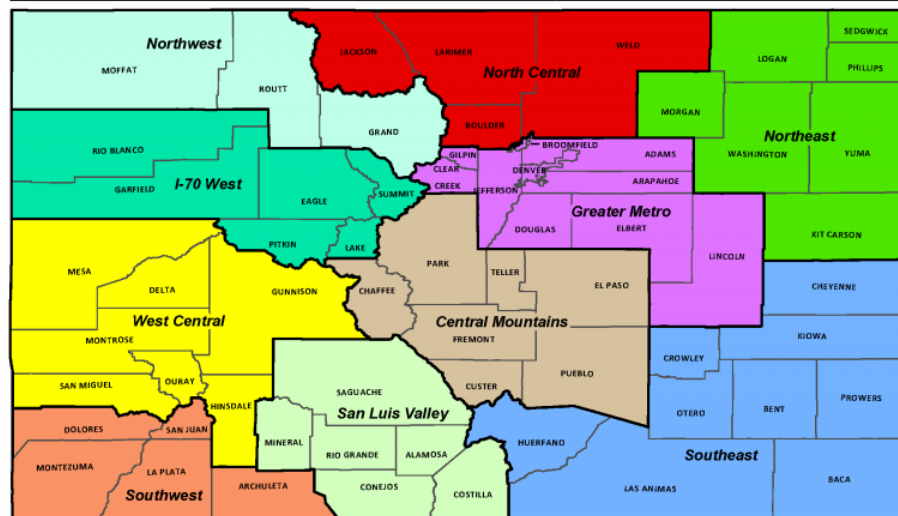 SEDGWICK
LOGAN
Northwest
JACKSON
LARIMER
WELD
PHILLIPS
MOFFAT
North Central
ROUTT
MORGAN
GRAND
BOULDER
Northeast
RIO BLANCO
GILPIN
BROOMFIELD
ADAMS
WASHINGTON
YUMA
CLEAR
CREEK
DENVER
JEFFERSON
ARAPAHOE
I-70 West
GARFIELD
EAGLE
SUMMIT
Greater Metro
DOUGLAS
ELBERT
KIT CARSON
PITKIN
LAKE
LINCOLN
MESA
PARK
TELLER
DELTA
GUNNISON
CHAFFEE
EL PASO
CHEYENNE
West Central
Central Mountains
MONTROSE
FREMONT
KIOWA
CROWLEY
SAN MIGUEL
OURAY
CUSTER
PUEBLO
SAGUACHE
HINSDALE
San Luis Valley
OTERO
BENT
PROWERS
DOLORES
SAN JUAN
MINERAL
RIO GRANDE
ALAMOSA
HUERFANO
Southeast
MONTEZUMA
LA PLATA
ARCHULETA
CONEJOS
COSTILLA
LAS ANIMAS
BACA
Southwest